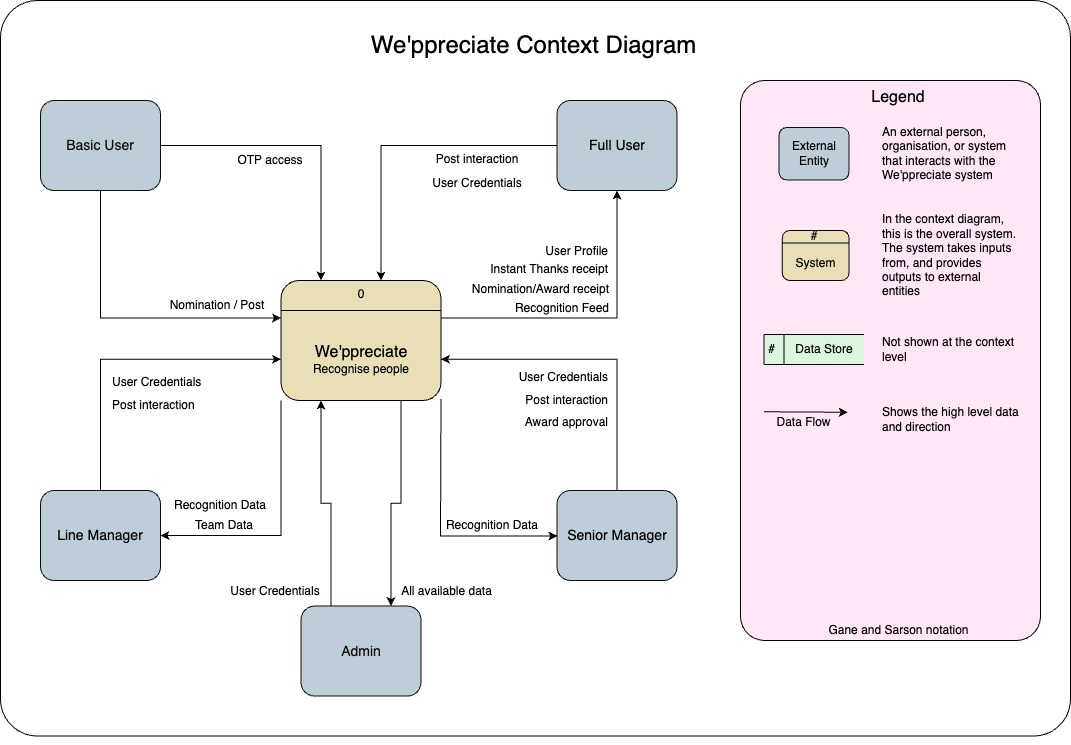 We'ppreciate Context Diagram
Basic User
OTP access
Post interaction
User Credentials
Full User
Nomination / Post
User Profile
Instant Thanks receipt
Nomination/Award receipt
Recognition Feed
0
We'ppreciate
Recognise people
User Credentials
Post interaction
User Credentials
Post interaction
Award approval
Line Manager
Recognition Data
Team Data
Recognition Data
Senior Manager
User Credentials
All available data
Admin
Legend
External
Entity
An external person,
organisation, or system
that interacts with the
We'ppreciate system
#
System
In the context diagram,
this is the overall system.
The system takes inputs
from, and provides
outputs to external
entities
#
Data Store
Not shown at the context
level
Data Flow
Shows the high level data
and direction
Gane and Sarson notation